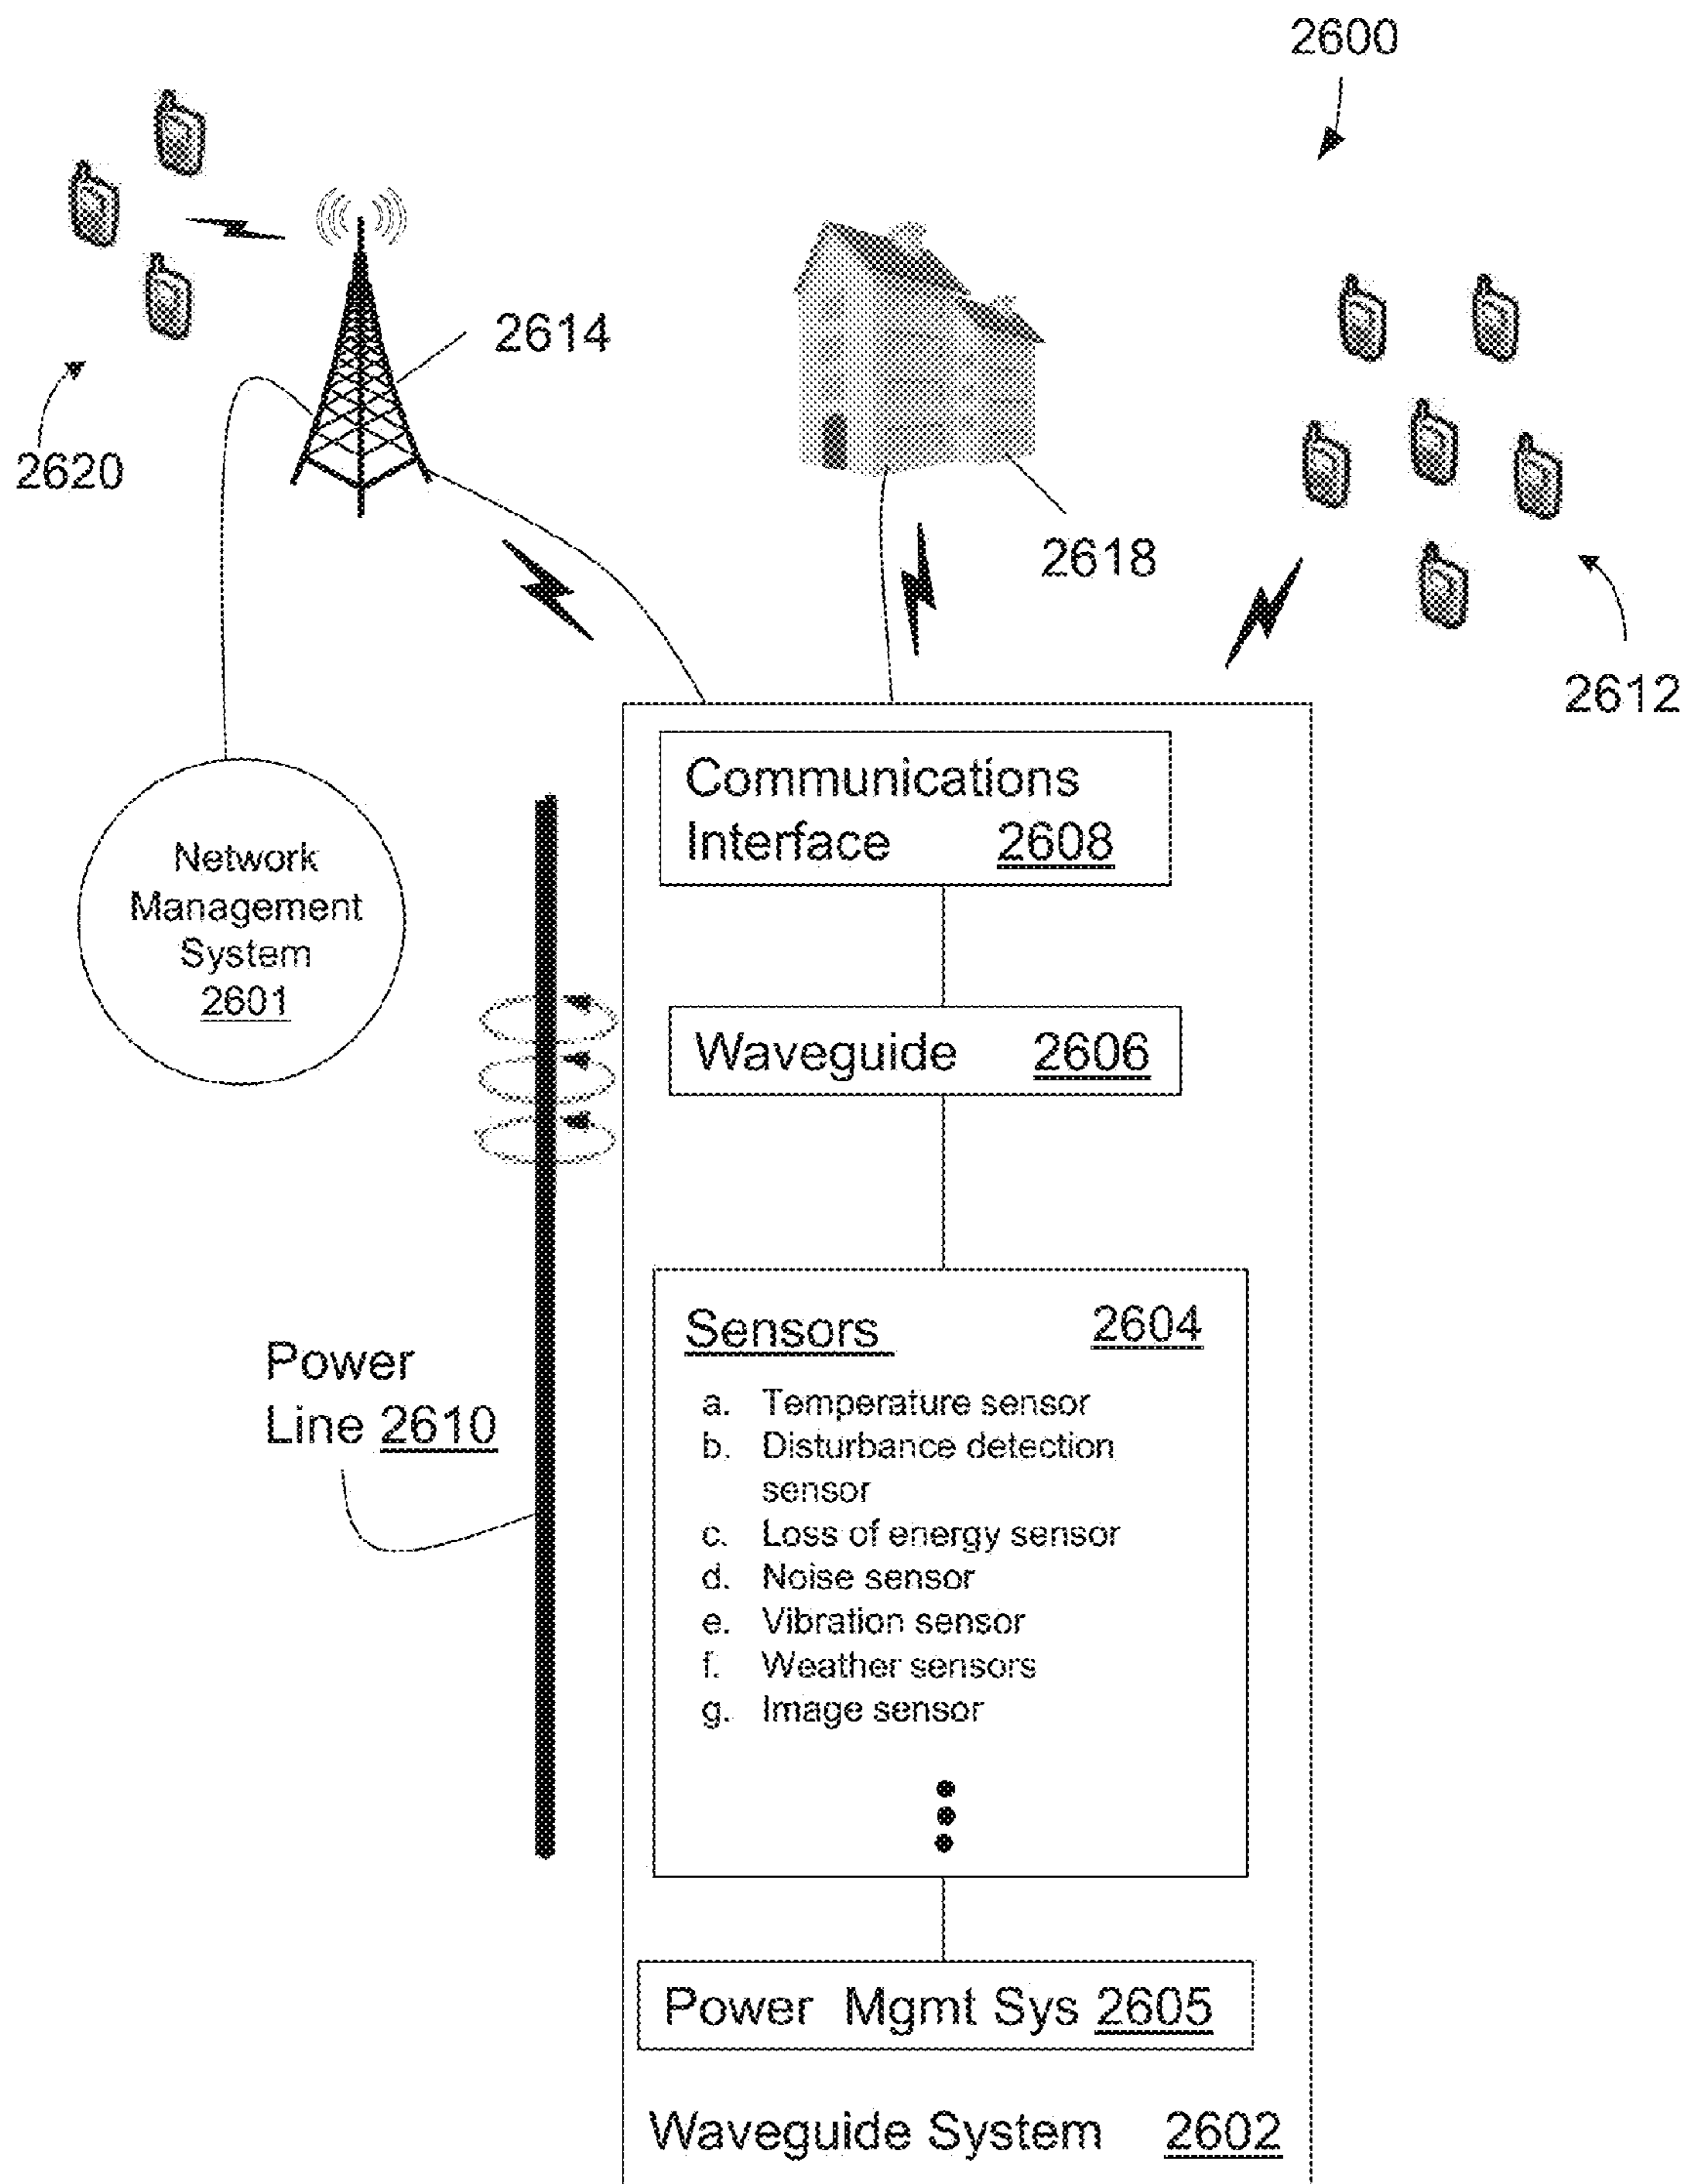 2600
2614
2620
2618
2612
Communications
Interface 2608
Network
Management
System
2601
Waveguide 2606
Power
Line 2610
Sensors 2604
a. Temperature sensor
b. Disturbance detection
sensor
c. Loss of energy sensor
d. Noise sensor
e. Vibration sensor
f. Weather sensors
g. Image sensor
Power Mgmt Sys 2605
Waveguide System 2602